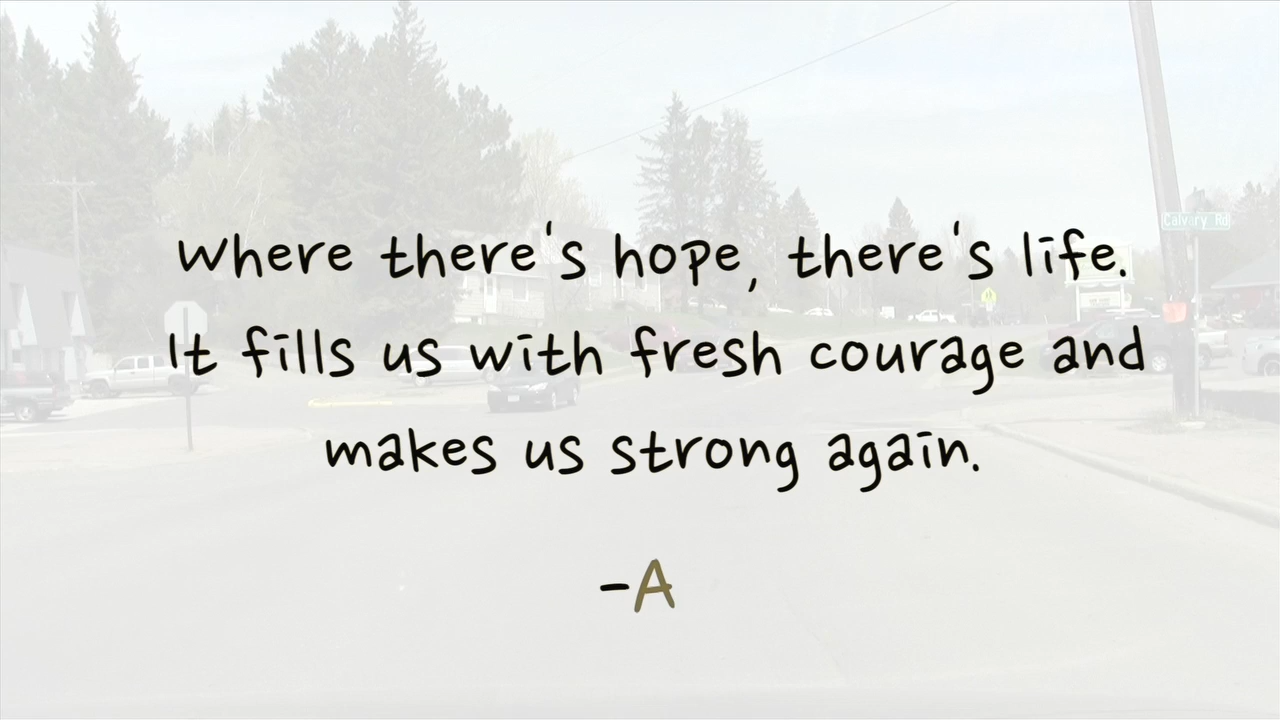 Where there's hope, there's life.
It fills us with fresh courage and
makes us strong again.
-A
Calvary Rd